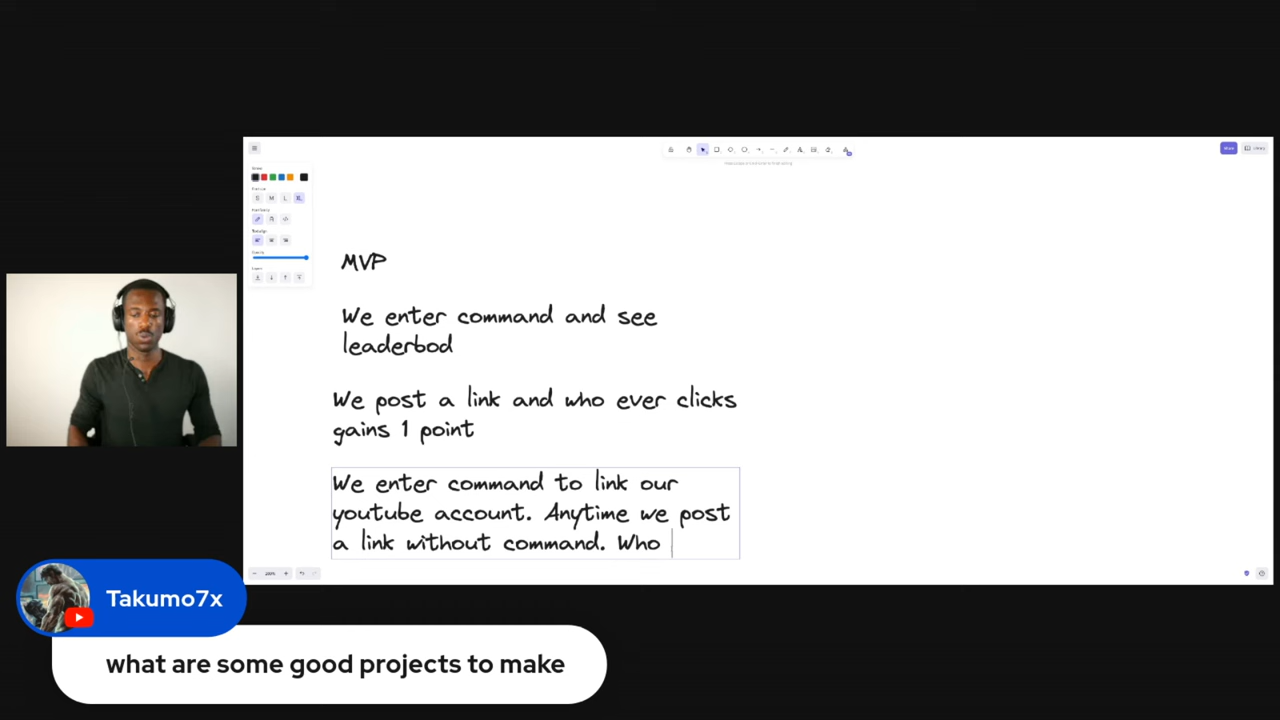 MVP
We enter command and see
leaderbod
We post a link and who ever clicks
gains 1 point
We enter command to link our
youtube account. Anytime we post
a link without command. Who
Takumo7x
what are some good projects to make